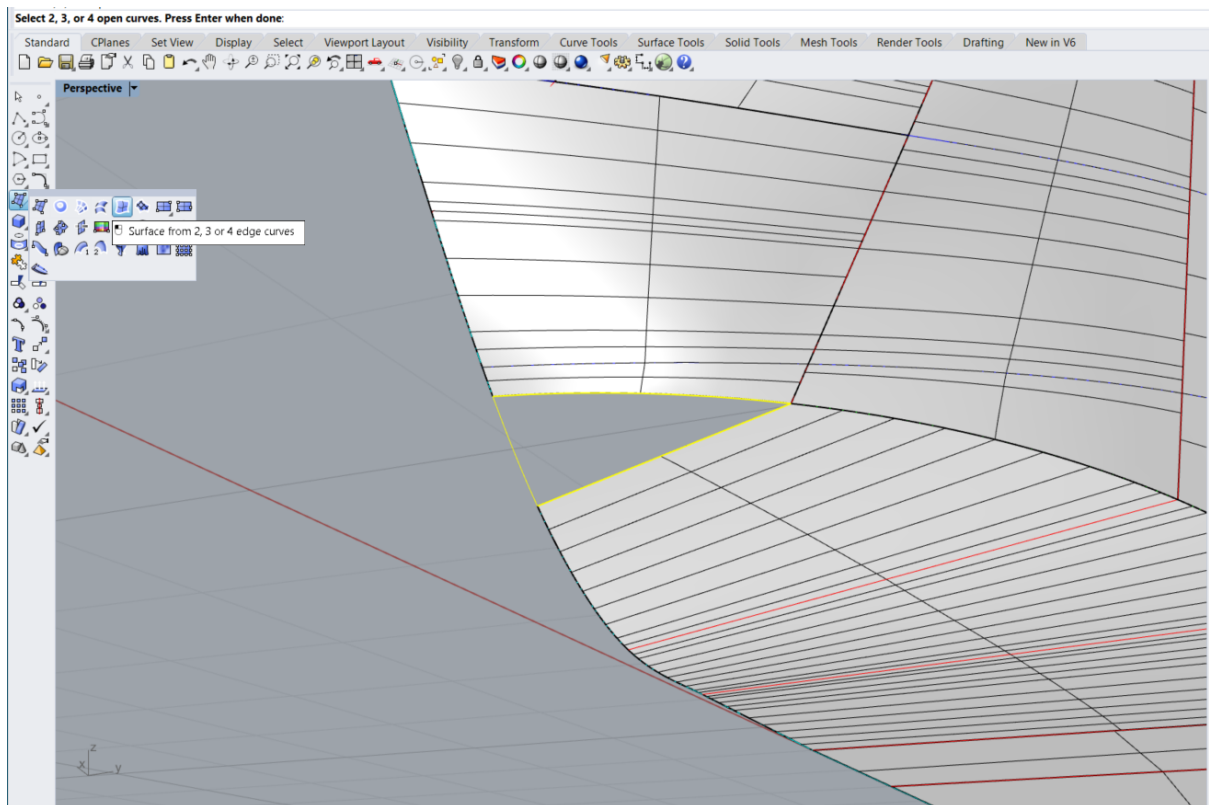 Select 2, 3, or 4 open curves. Press Enter when done:
Standard CPlanes Set View Display Select Viewport Layout Visibility Transform Curve Tools Surface Tools Solid Tools Mesh Tools Render Tools Drafting New in V6
Perspective
Surface from 2, 3 or 4 edge curves
z
x y